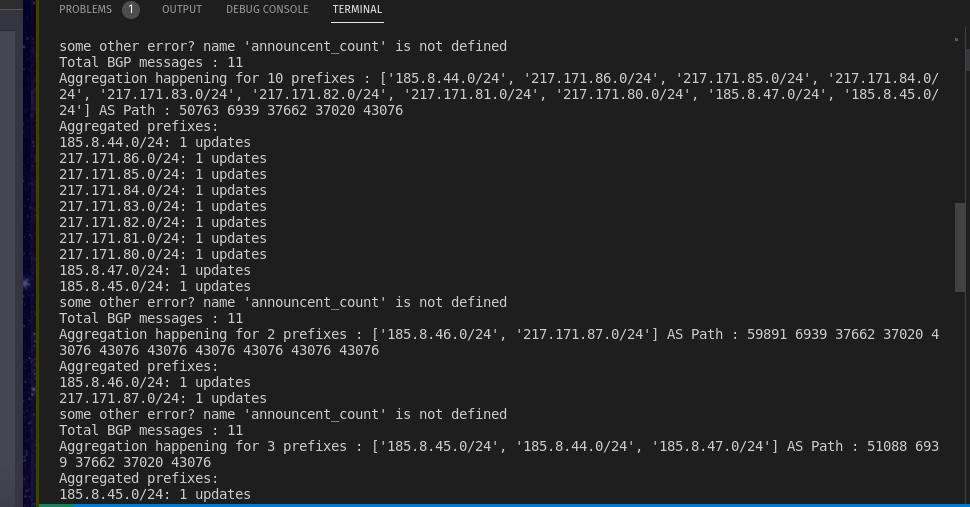 PROBLEMS 1 OUTPUT DEBUG CONSOLE TERMINAL
some other error? name 'announcent_count' is not defined
Total BGP messages : 11
Aggregation happening for 10 prefixes : ['185.8.44.0/24', '217.171.86.0/24', '217.171.85.0/24', '217.171.84.0/
24', '217.171.83.0/24', '217.171.82.0/24', '217.171.81.0/24', '217.171.80.0/24', '185.8.47.0/24', '185.8.45.0/
24'] AS Path : 50763 6939 37662 37020 43076
Aggregated prefixes:
185.8.44.0/24: 1 updates
217.171.86.0/24: 1 updates
217.171.85.0/24: 1 updates
217.171.84.0/24: 1 updates
217.171.83.0/24: 1 updates
217.171.82.0/24: 1 updates
217.171.81.0/24: 1 updates
217.171.80.0/24: 1 updates
185.8.47.0/24: 1 updates
185.8.45.0/24: 1 updates
some other error? name 'announcent_count' is not defined
Total BGP messages : 11
Aggregation happening for 2 prefixes : ['185.8.46.0/24', '217.171.87.0/24'] AS Path : 59891 6939 37662 37020 4
3076 43076 43076 43076 43076 43076 43076
Aggregated prefixes:
185.8.46.0/24: 1 updates
217.171.87.0/24: 1 updates
some other error? name 'announcent_count' is not defined
Total BGP messages : 11
Aggregation happening for 3 prefixes : ['185.8.45.0/24', '185.8.44.0/24', '185.8.47.0/24'] AS Path : 51088 693
9 37662 37020 43076
Aggregated prefixes:
185.8.45.0/24: 1 updates